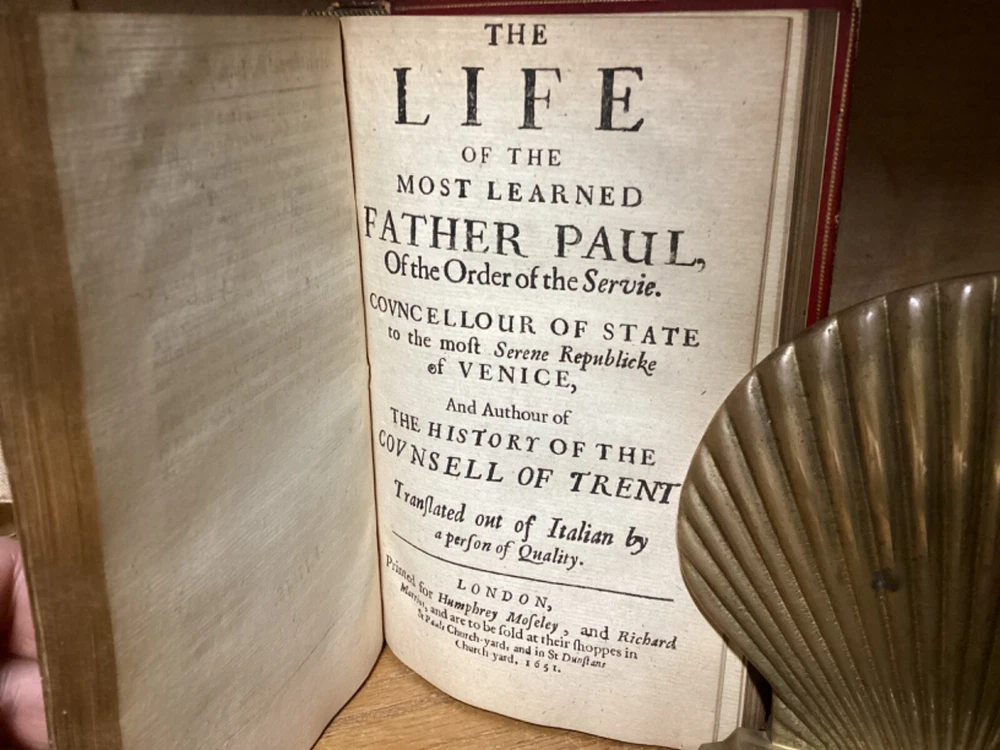 THE
LIFE
OF THE
MOST LEARNED
FATHER PAUL,
Of the Order of the Servie.
COVNCELLOUR OF STATE
to the moſt Serene Republicke
of VENICE,
And Authour of
THE HISTORY OF THE
COVNSELL OF TRENT
Tranſlated out of Italian by
a perſon of Quality.
LONDON,
Printed for Humphrey Moſeley, and Richard
Marriot, and are to be ſold at their ſhoppes in
St Pauls Church-yard, and in St Dunſtans
Church-yard, 1651.